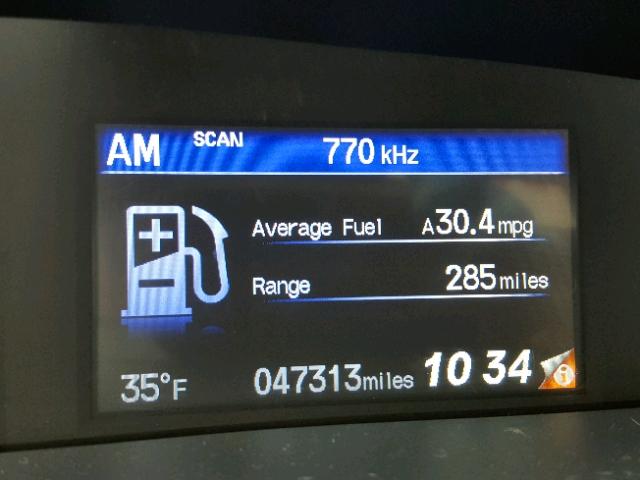 AM SCAN 770 kHz
Average Fuel A30.4 mpg
Range 285 miles
35°F 047313 miles 10 34 i